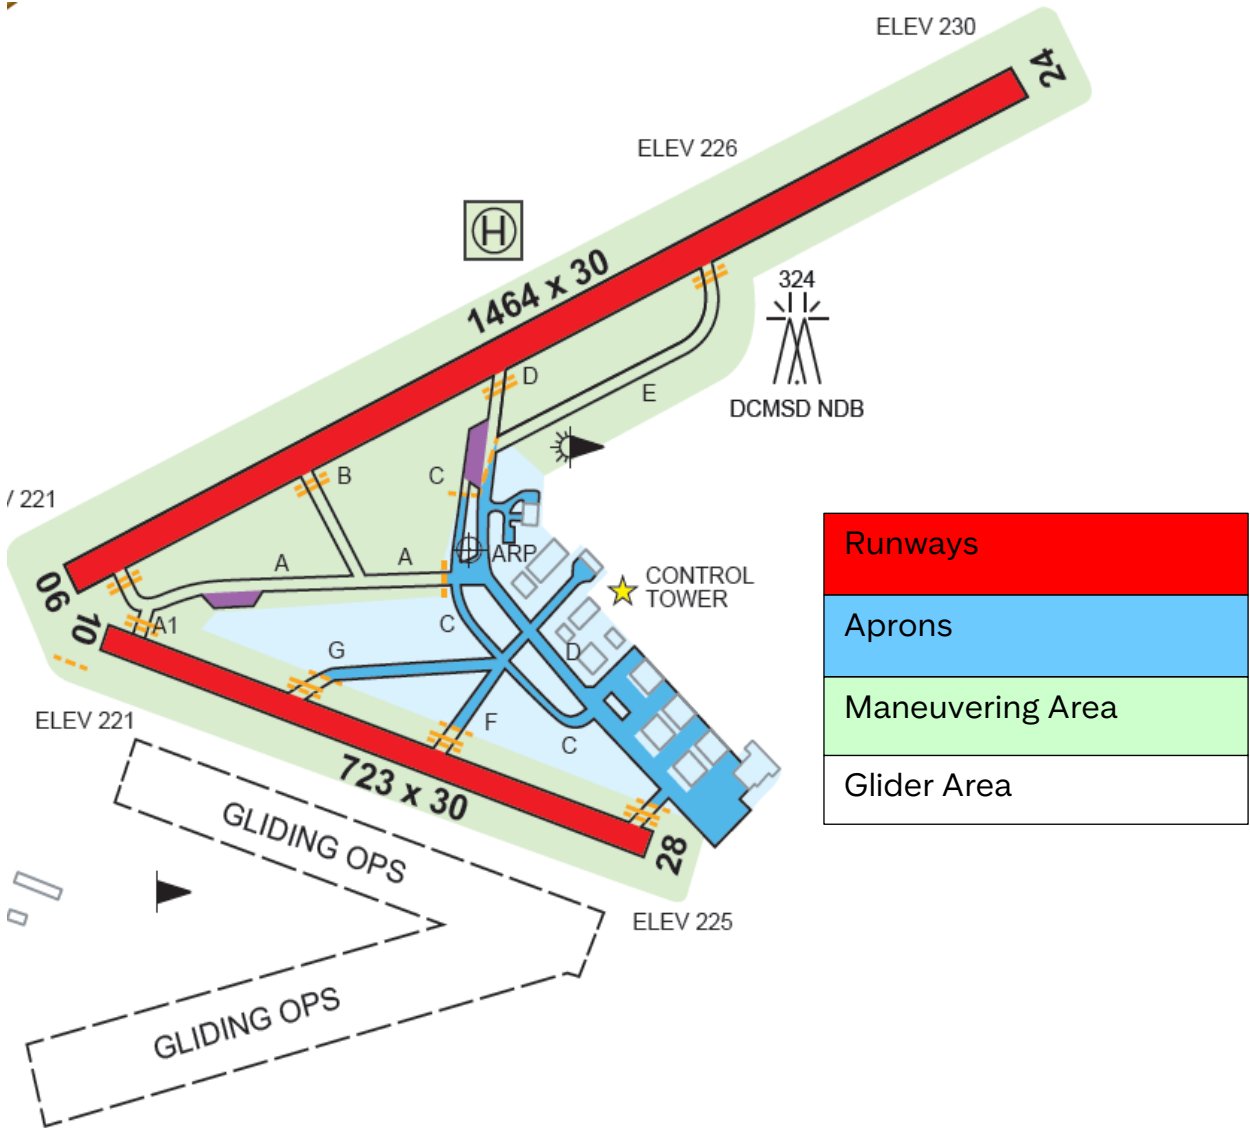 ELEV 230
24
ELEV 226
H
1464 x 30
324
DCMSD NDB
D
E
B
C
221
A
A
ARP
CONTROL
TOWER
06
10
A1
C
G
D
F
C
ELEV 221
723 x 30
28
GLIDING OPS
ELEV 225
GLIDING OPS
Runways
Aprons
Maneuvering Area
Glider Area